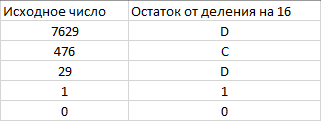 Исходное число Остаток от деления на 16
7629 D
476 C
29 D
1 1
0 0